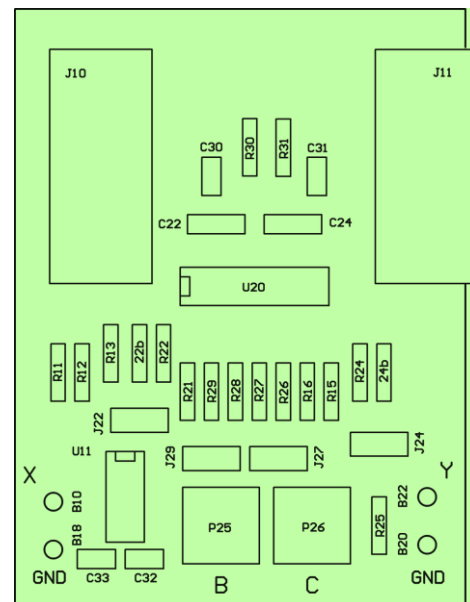 J10
J11
R30
R31
C30
C31
C22
C24
U20
R13
22b
R22
R11
R12
R24
24b
R21
R29
R28
R27
R26
R16
R15
J22
J24
U11
J29
J27
X
Y
B10
B22
P25
P26
R25
B18
B20
GND
C33
C32
B
C
GND